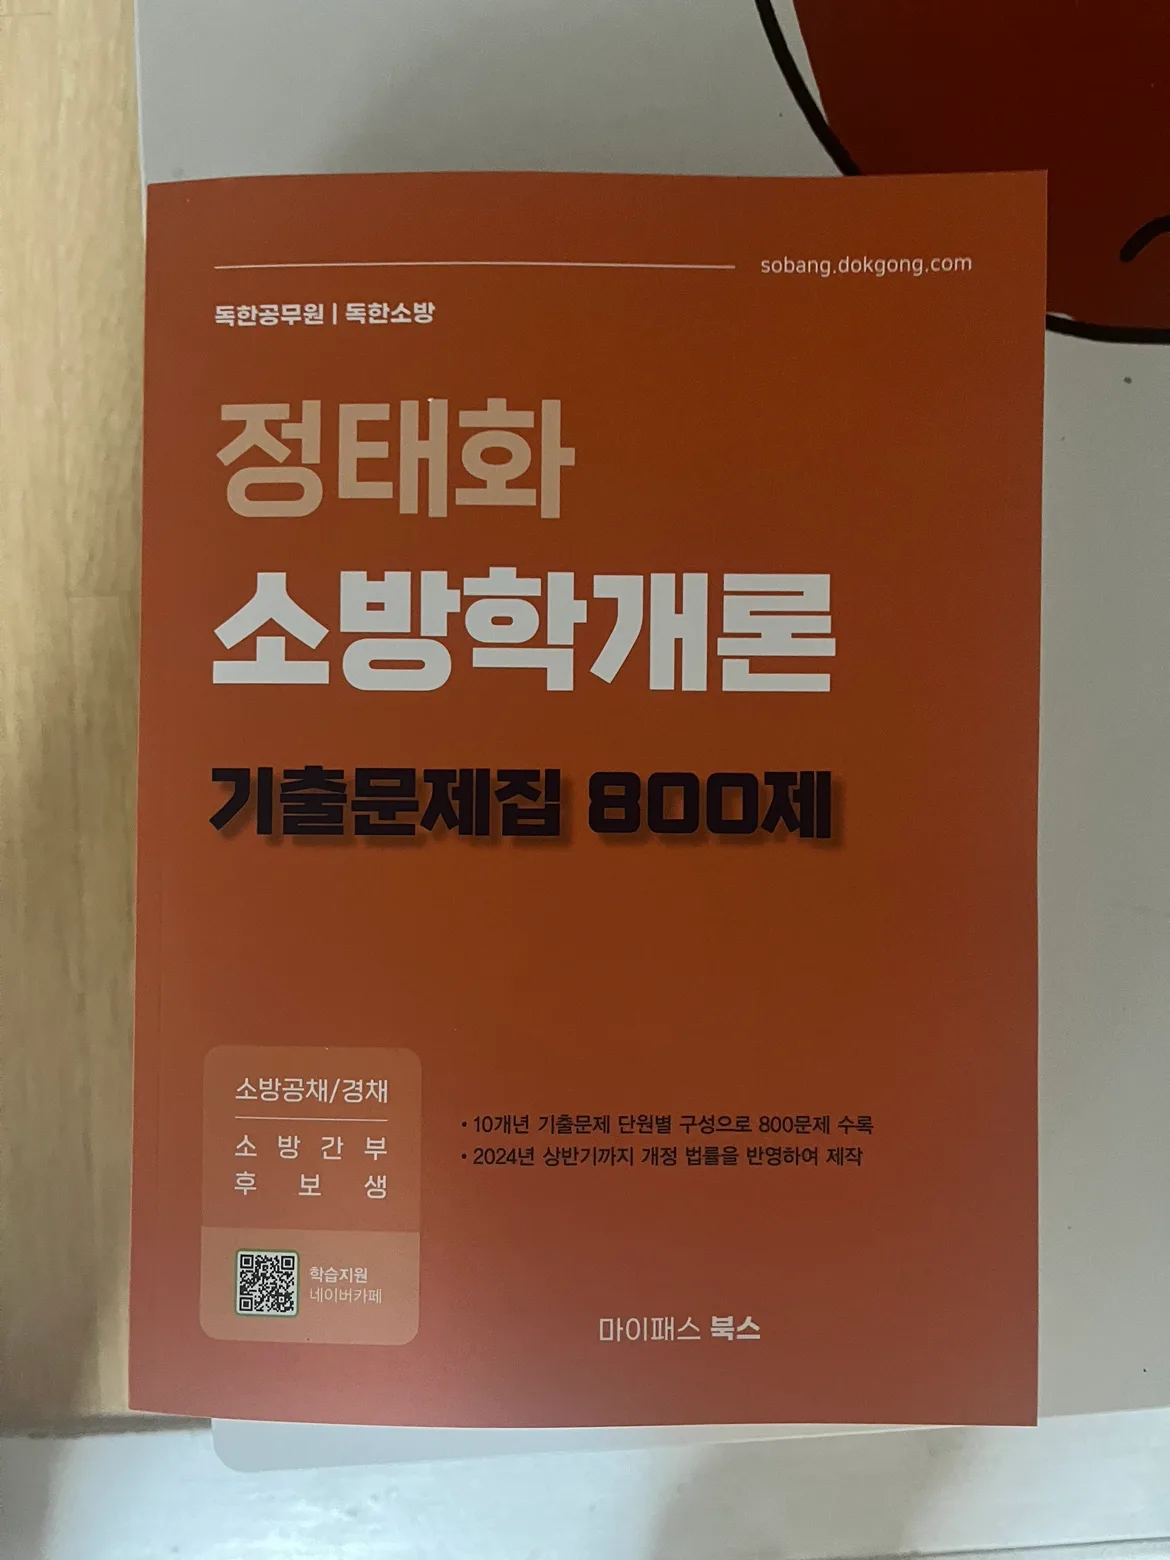 sobang.dokgong.com
독한공무원 | 독한소방
정태화
소방학개론
기출문제집 800제
소방공채/경채
소방간부
후보생
• 10개년 기출문제 단원별 구성으로 800문제 수록
• 2024년 상반기까지 개정 법률을 반영하여 제작
학습지원
네이버카페
마이패스 북스